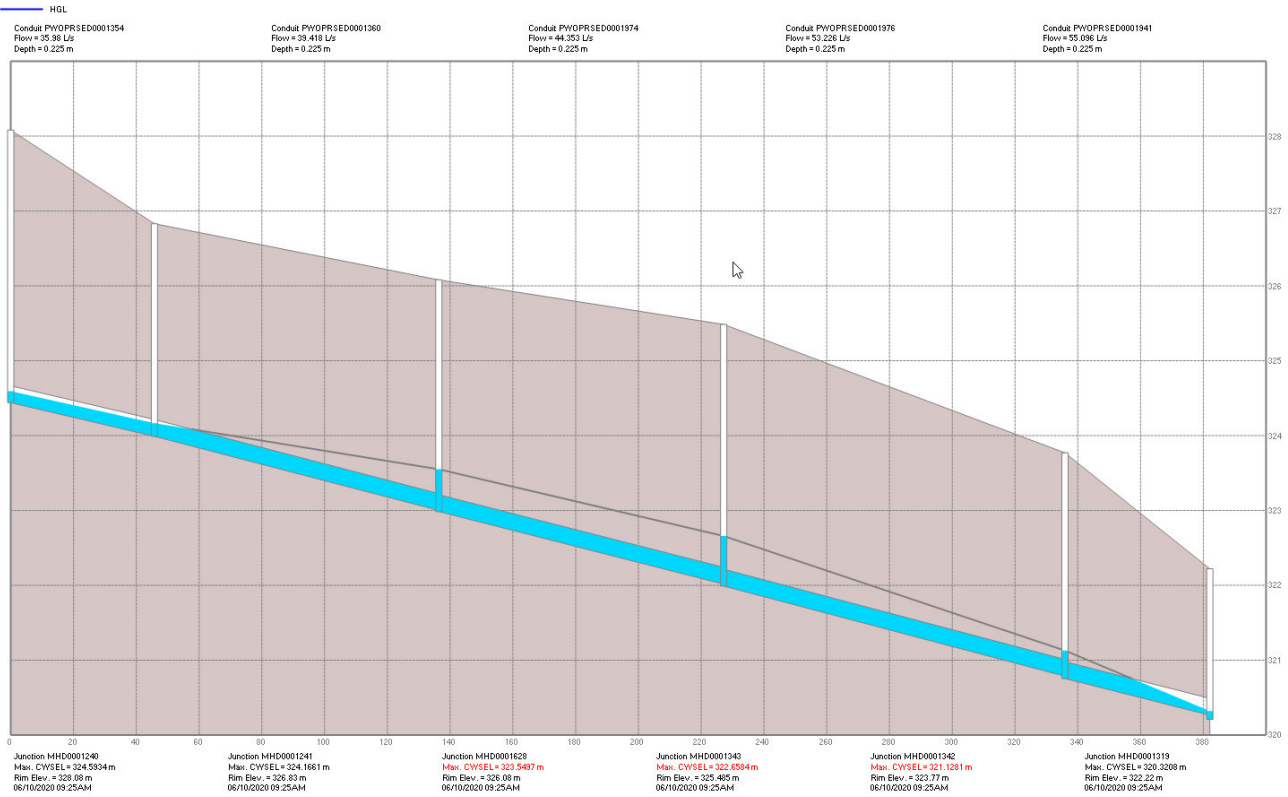 HGL
Conduit PWOPRSED0001354
Flow = 35.98 L/s
Depth = 0.225 m
Conduit PWOPRSED0001360
Flow = 39.418 L/s
Depth = 0.225 m
Conduit PWOPRSED0001974
Flow = 44.353 L/s
Depth = 0.225 m
Conduit PWOPRSED0001976
Flow = 53.226 L/s
Depth = 0.225 m
Conduit PWOPRSED0001941
Flow = 55.096 L/s
Depth = 0.225 m
328
327
326
325
324
323
322
321
320
0 20 40 60 80 100 120 140 160 180 200 220 240 260 280 300 320 340 360 380
Junction MHD0001240
Max. CWSEL = 324.5934 m
Rim Elev. = 328.08 m
06/10/2020 09:25AM
Junction MHD0001241
Max. CWSEL = 324.1661 m
Rim Elev. = 326.83 m
06/10/2020 09:25AM
Junction MHD0001628
Max. CWSEL = 323.5497 m
Rim Elev. = 326.08 m
06/10/2020 09:25AM
Junction MHD0001343
Max. CWSEL = 322.6584 m
Rim Elev. = 325.485 m
06/10/2020 09:25AM
Junction MHD0001342
Max. CWSEL = 321.1281 m
Rim Elev. = 323.77 m
06/10/2020 09:25AM
Junction MHD0001319
Max. CWSEL = 320.3208 m
Rim Elev. = 322.22 m
06/10/2020 09:25AM